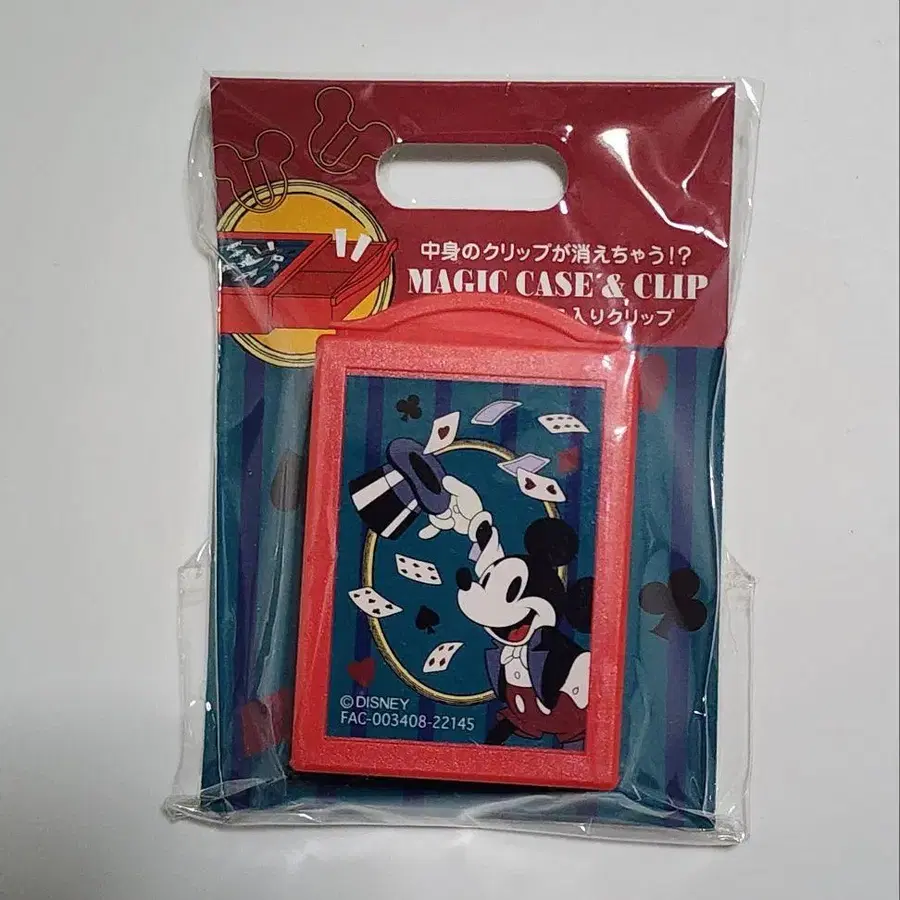 中身のクリップが消えちゃう!?
MAGIC CASE & CLIP
入りクリップ
©DISNEY
FAC-003408-22145